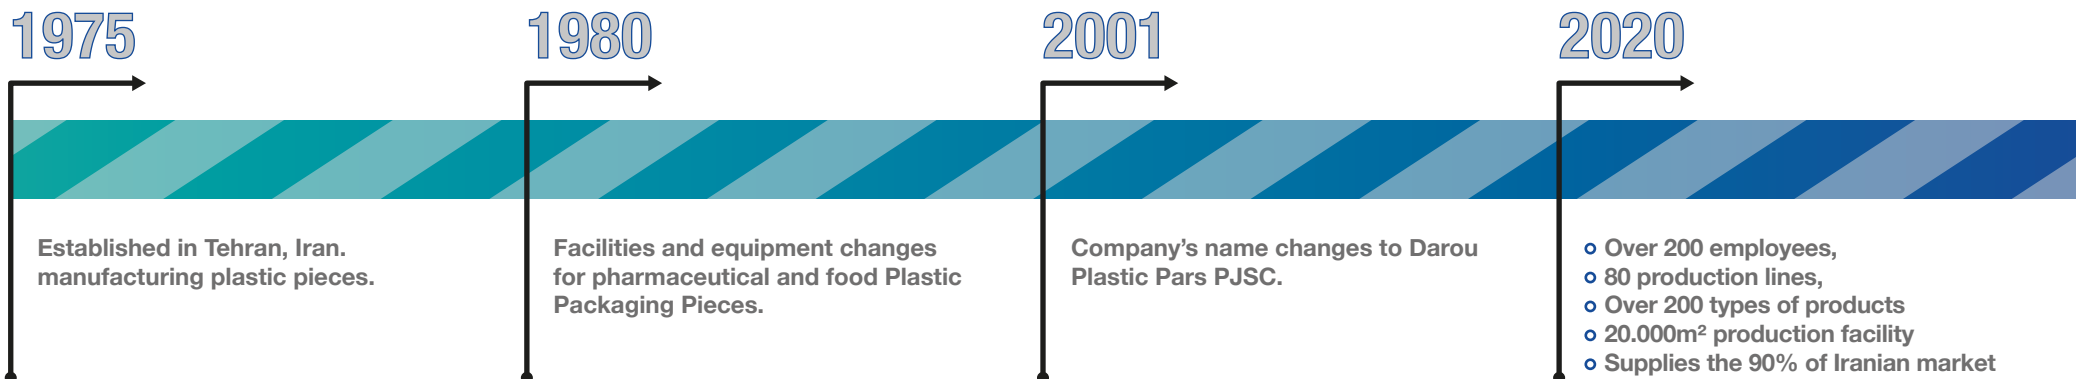 1975
Established in Tehran, Iran.
manufacturing plastic pieces.
1980
Facilities and equipment changes
for pharmaceutical and food Plastic
Packaging Pieces.
2001
Company’s name changes to Darou
Plastic Pars PJSC.
2020
Over 200 employees,
80 production lines,
Over 200 types of products
20.000m² production facility
Supplies the 90% of Iranian market